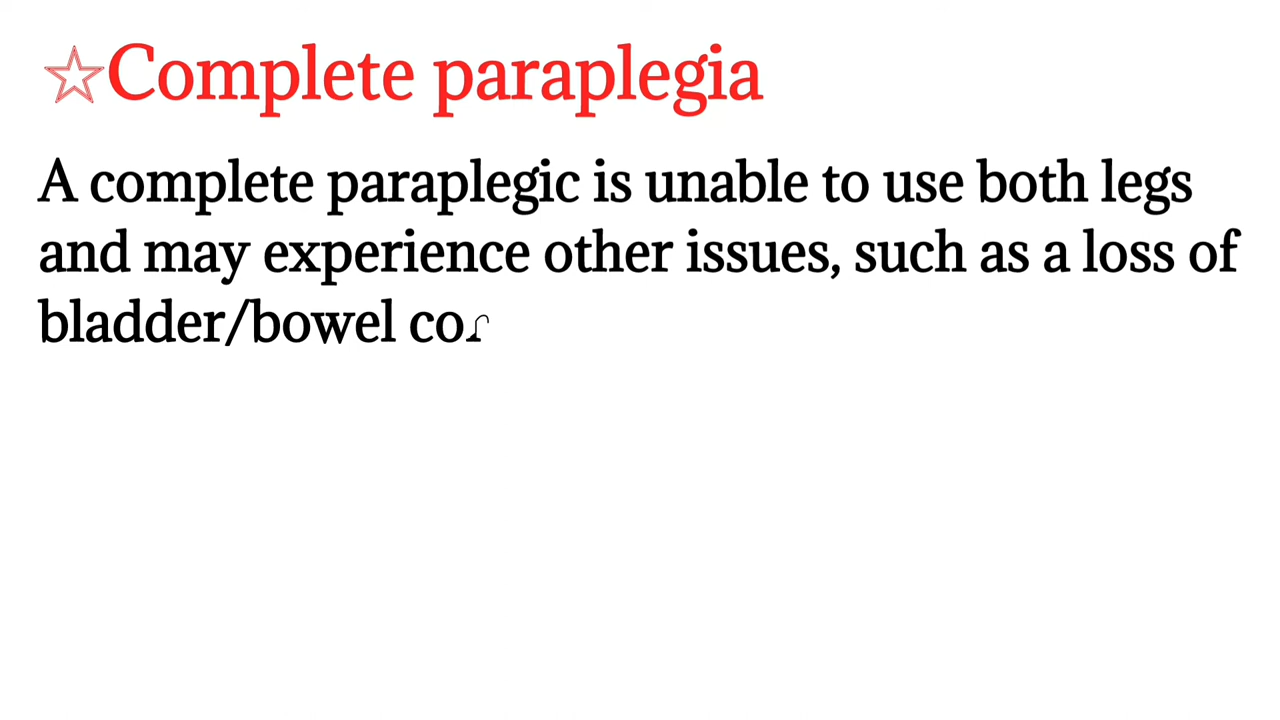 ☆Complete paraplegia
A complete paraplegic is unable to use both legs
and may experience other issues, such as a loss of
bladder/bowel